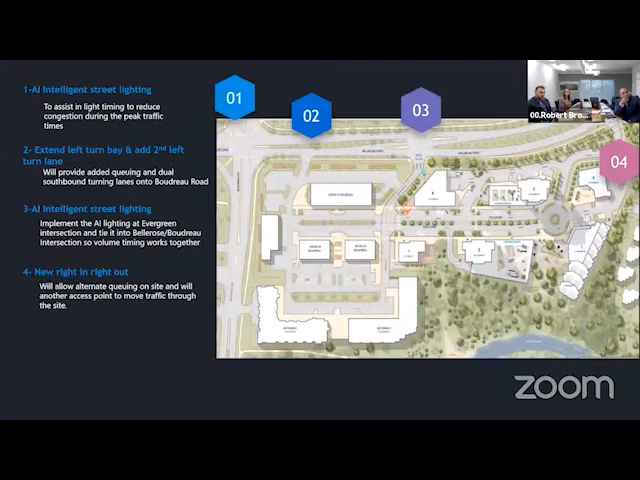 1-AI Intelligent street lighting
To assist in light timing to reduce
congestion during the peak traffic
times
2- Extend left turn bay & add 2nd left
turn lane
Will provide added queuing and dual
southbound turning lanes onto Boudreau Road
3-AI Intelligent street lighting
Implement the AI lighting at Evergreen
intersection and tie it into Bellerose/Boudreau
Intersection so volume timing works together
4- New right in right out
Will allow alternate queuing on site and will
another access point to move traffic through
the site.
01
02
03
04
00.Robert Bro...
zoom